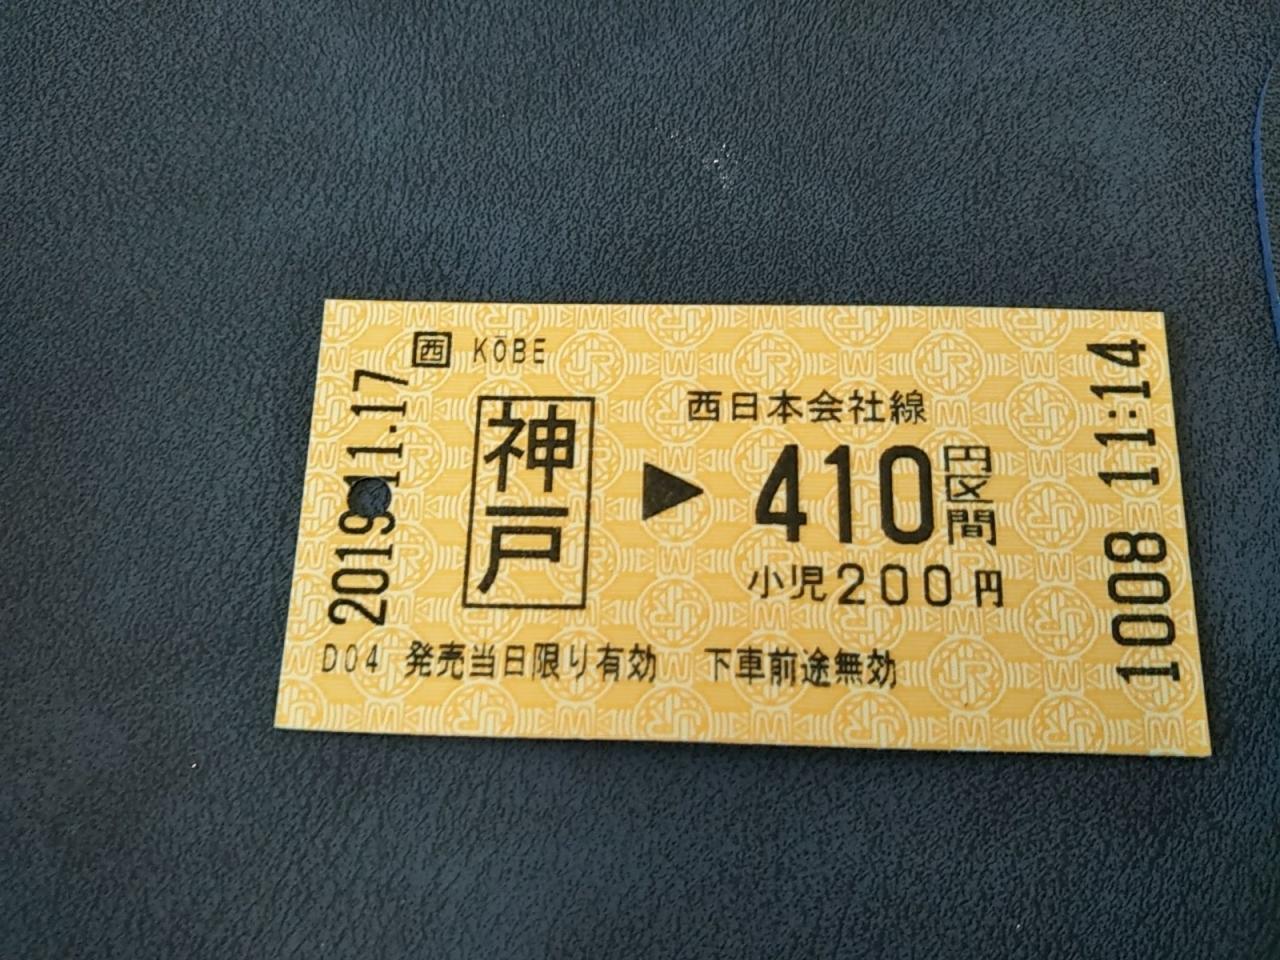 西 KŌBE
2019.11.17
神戸
▶
西日本会社線
410円区間
小児200円
D04 発売当日限り有効 下車前途無効
1008 11:14